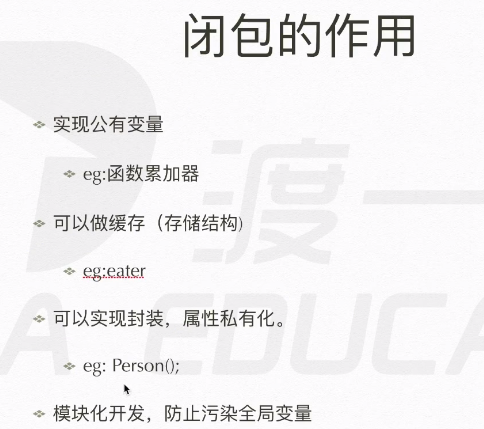 闭包的作用
实现公有变量
eg:函数累加器
可以做缓存（存储结构)
eg:eater
可以实现封装，属性私有化。
eg: Person();
模块化开发，防止污染全局变量
渡一
A EDUCA